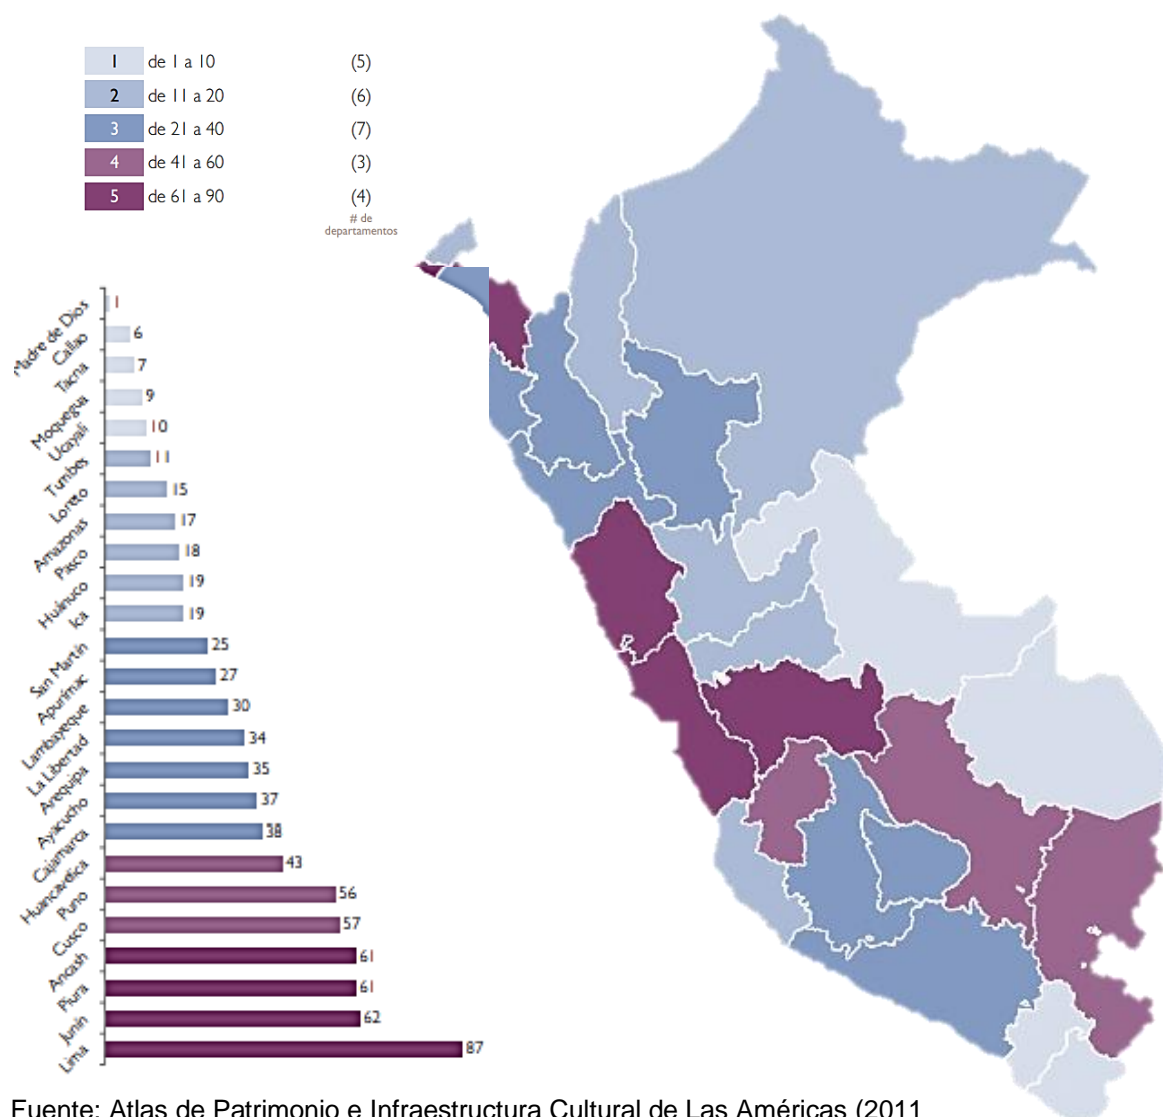 1 de 1 a 10 (5)
2 de 11 a 20 (6)
3 de 21 a 40 (7)
4 de 41 a 60 (3)
5 de 61 a 90 (4)
# de
departamentos
Madre de Dios 1
Callao 6
Tacna 7
Moquegua 9
Ucayali 10
Tumbes 11
Loreto 15
Amazonas 17
Pasco 18
Huánuco 19
Ica 19
San Martín 25
Apurímac 27
Lambayeque 30
La Libertad 34
Arequipa 35
Ayacucho 37
Cajamarca 38
Huancavelica 43
Puno 56
Cusco 57
Ancash 61
Piura 61
Junín 62
Lima 87
Fuente: Atlas de Patrimonio e Infraestructura Cultural de Las Américas (2011